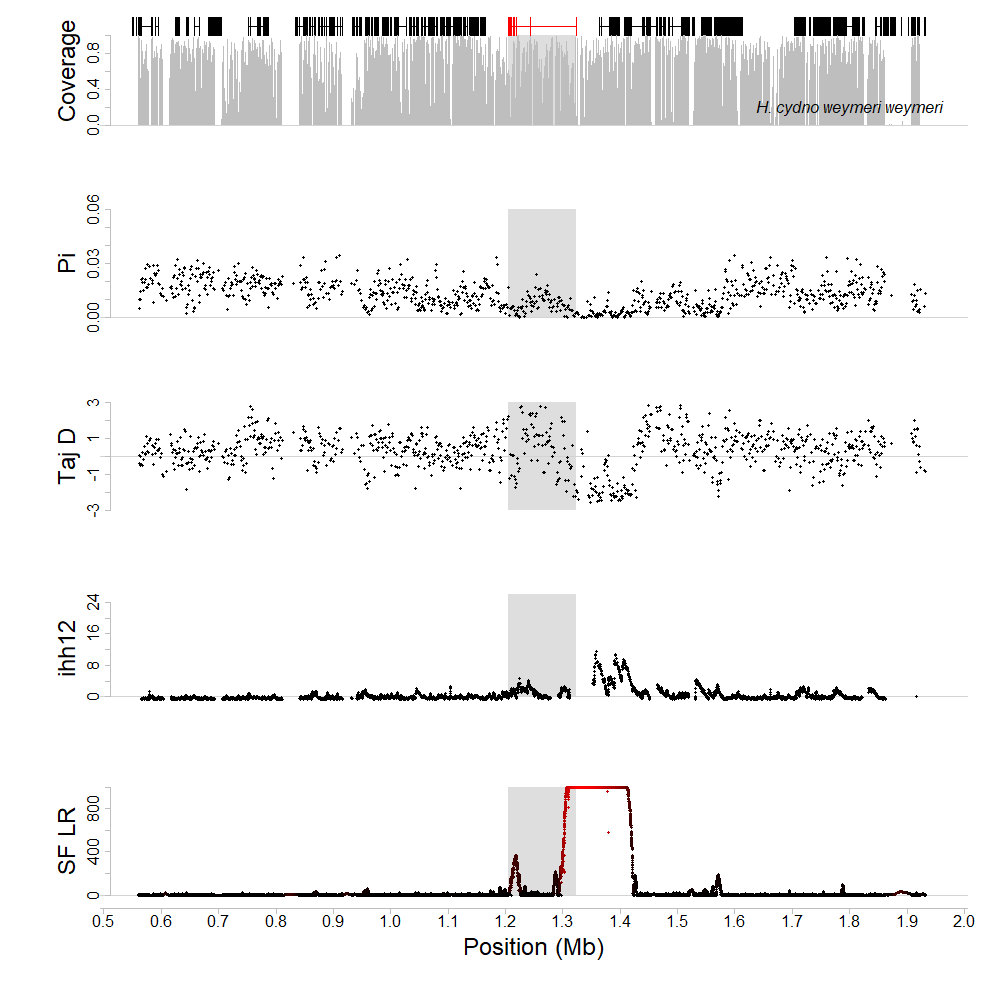 Coverage
0.0 0.4 0.8
H. cydno weymeri weymeri
Pi
0.00 0.03 0.06
Taj D
-3 -1 1 3
ihh12
0 8 16 24
SF LR
0 400 800
0.5 0.6 0.7 0.8 0.9 1.0 1.1 1.2 1.3 1.4 1.5 1.6 1.7 1.8 1.9 2.0
Position (Mb)